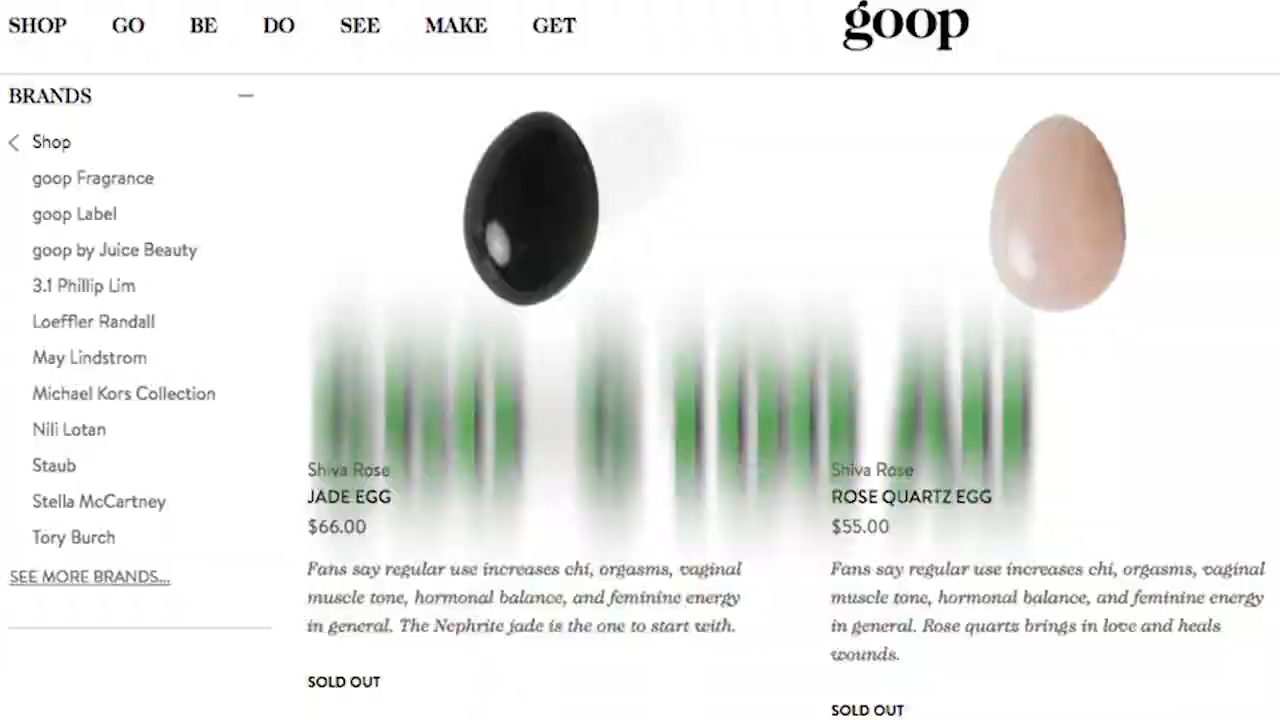 SHOP GO BE DO SEE MAKE GET goop
BRANDS
Shop
goop Fragrance
goop Label
goop by Juice Beauty
3.1 Phillip Lim
Loeffler Randall
May Lindstrom
Michael Kors Collection
Nili Lotan
Staub
Stella McCartney
Tory Burch
SEE MORE BRANDS...
Shiva Rose
JADE EGG
$66.00
Fans say regular use increases chi, orgasms, vaginal
muscle tone, hormonal balance, and feminine energy
in general. The Nephrite jade is the one to start with.
SOLD OUT
Shiva Rose
ROSE QUARTZ EGG
$55.00
Fans say regular use increases chi, orgasms, vaginal
muscle tone, hormonal balance, and feminine energy
in general. Rose quartz brings in love and heals
wounds.
SOLD OUT